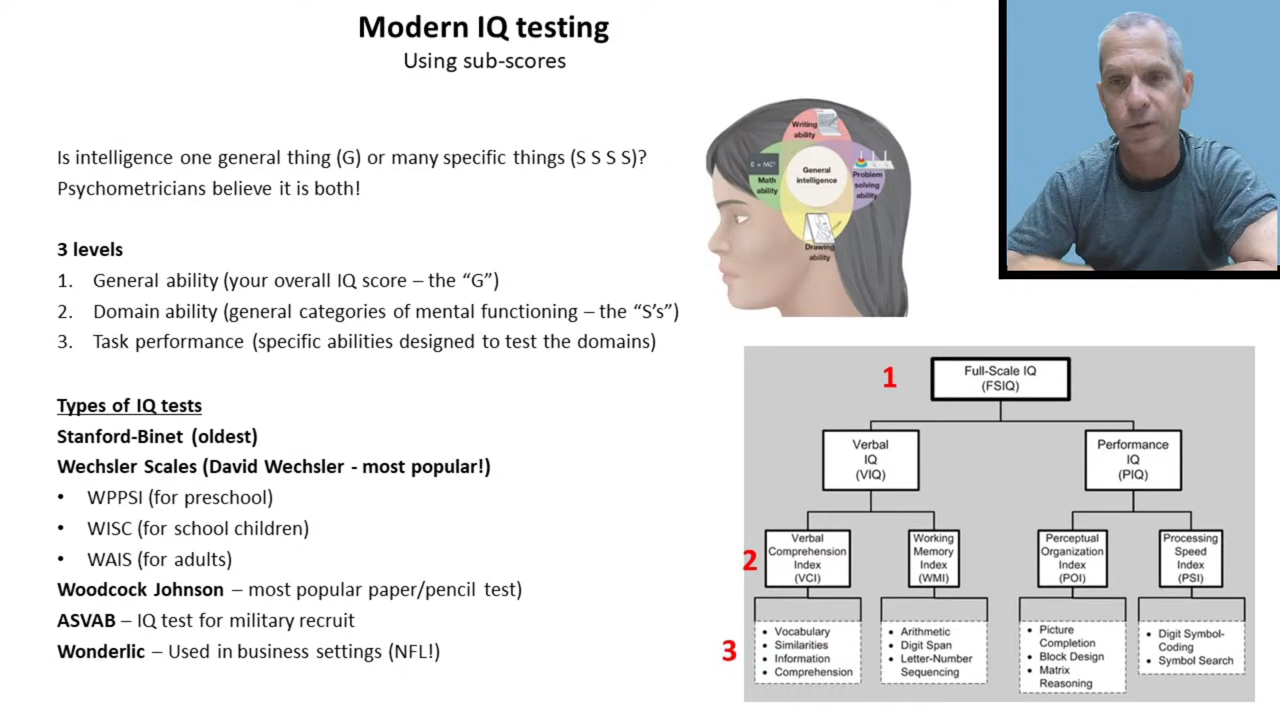 Modern IQ testing
Using sub-scores
Is intelligence one general thing (G) or many specific things (S S S S)?
Psychometricians believe it is both!
3 levels
1. General ability (your overall IQ score – the “G”)
2. Domain ability (general categories of mental functioning – the “S’s”)
3. Task performance (specific abilities designed to test the domains)
Types of IQ tests
Stanford-Binet (oldest)
Wechsler Scales (David Wechsler - most popular!)
• WPPSI (for preschool)
• WISC (for school children)
• WAIS (for adults)
Woodcock Johnson – most popular paper/pencil test)
ASVAB – IQ test for military recruit
Wonderlic – Used in business settings (NFL!)
Writing
ability
E = MC²
Math
ability
General
intelligence
Problem
solving
ability
Drawing
ability
1
Full-Scale IQ
(FSIQ)
Verbal
IQ
(VIQ)
Performance
IQ
(PIQ)
2
Verbal
Comprehension
Index
(VCI)
Working
Memory
Index
(WMI)
Perceptual
Organization
Index
(POI)
Processing
Speed
Index
(PSI)
3
• Vocabulary
• Similarities
• Information
• Comprehension
• Arithmetic
• Digit Span
• Letter-Number
Sequencing
• Picture
Completion
• Block Design
• Matrix
Reasoning
• Digit Symbol-
Coding
• Symbol Search